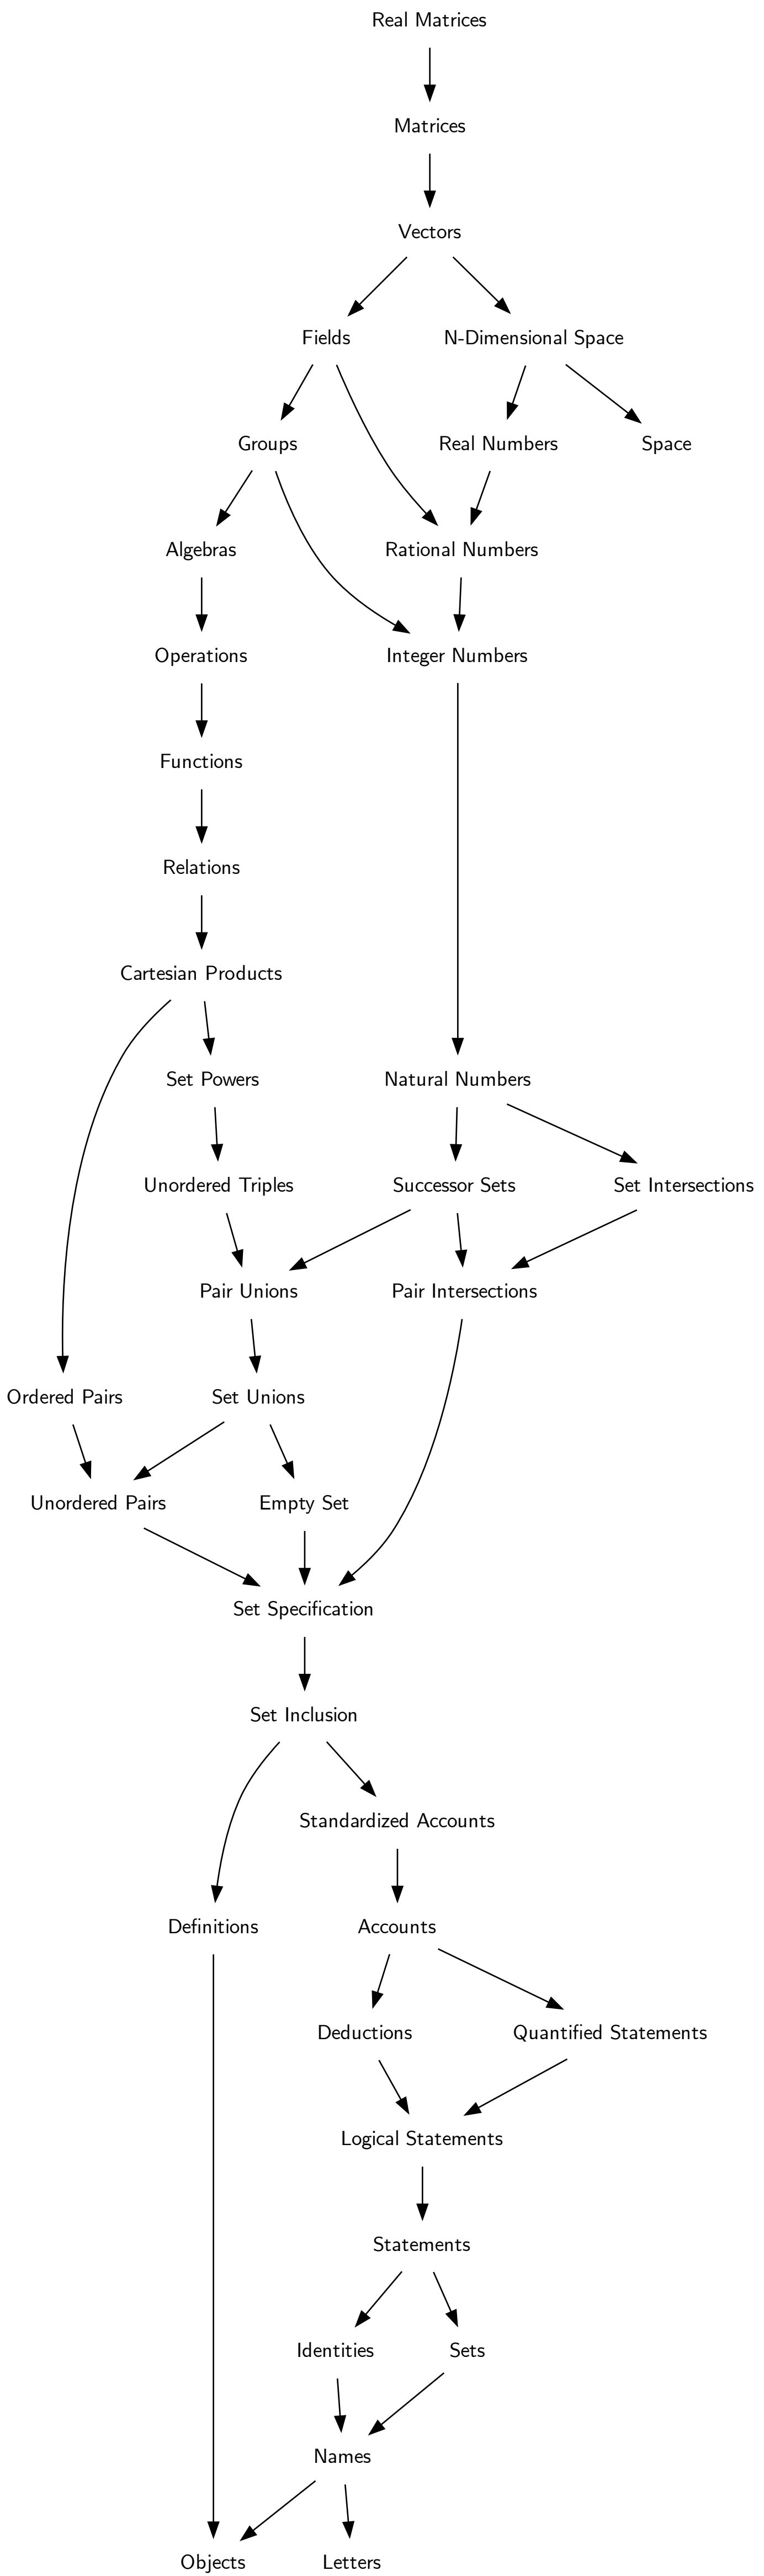 Real Matrices
Matrices
Vectors
Fields
N-Dimensional Space
Groups
Real Numbers
Space
Algebras
Rational Numbers
Operations
Integer Numbers
Functions
Relations
Cartesian Products
Set Powers
Natural Numbers
Unordered Triples
Successor Sets
Set Intersections
Pair Unions
Pair Intersections
Ordered Pairs
Set Unions
Unordered Pairs
Empty Set
Set Specification
Set Inclusion
Standardized Accounts
Definitions
Accounts
Deductions
Quantified Statements
Logical Statements
Statements
Identities
Sets
Names
Objects
Letters